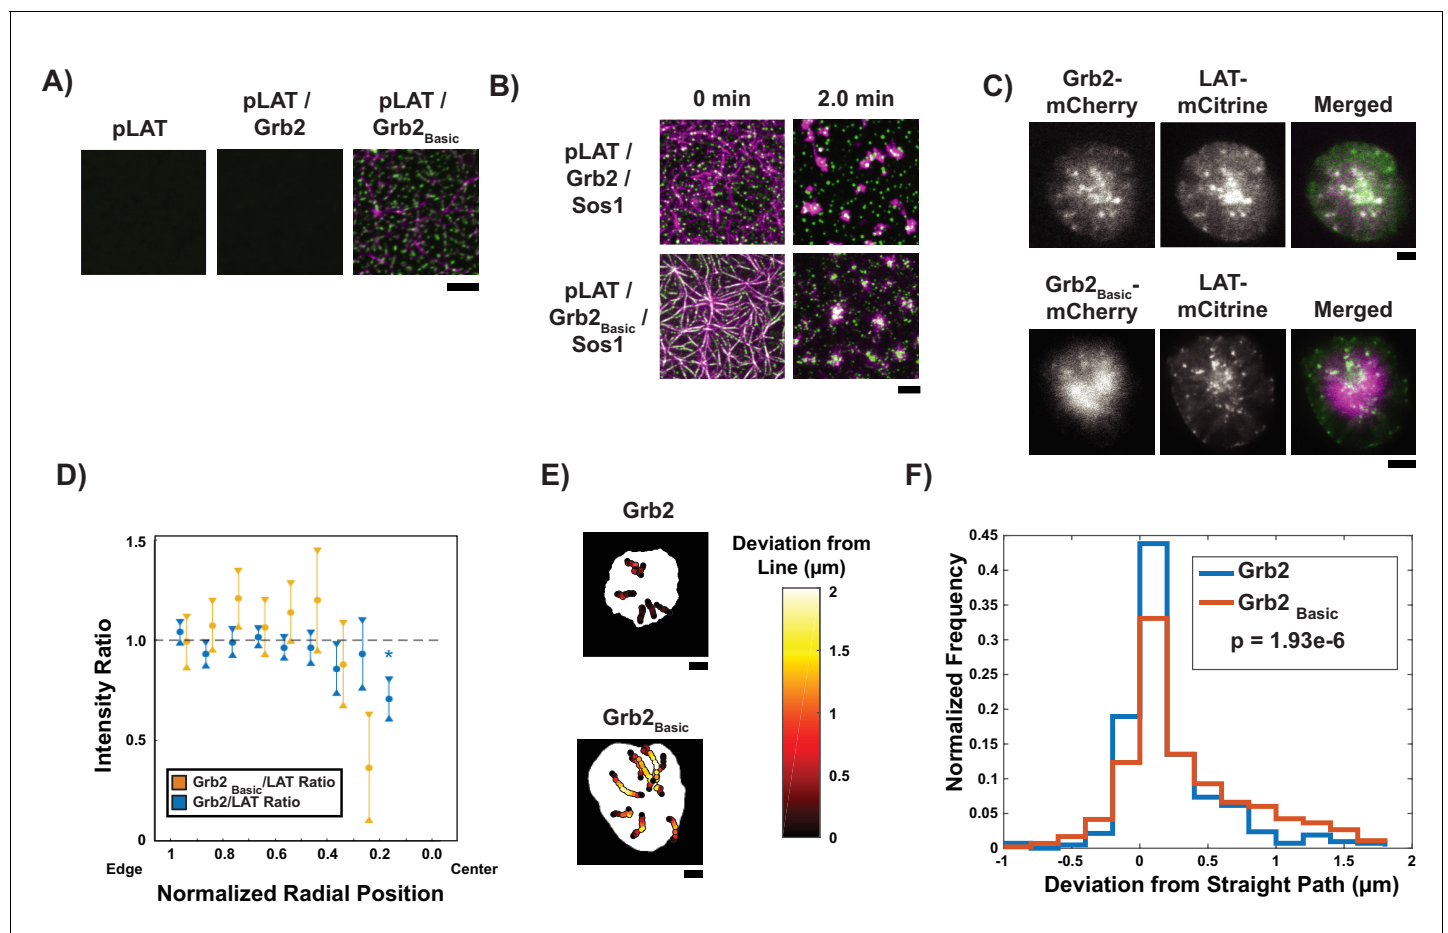 A)
pLAT
pLAT /
Grb2
pLAT /
Grb2Basic
B)
0 min
2.0 min
pLAT /
Grb2 /
Sos1
pLAT /
Grb2Basic /
Sos1
C)
Grb2-
mCherry
LAT-
mCitrine
Merged
Grb2Basic-
mCherry
LAT-
mCitrine
Merged
D)
Intensity Ratio
1.5
1.0
0.5
0
*
Grb2Basic/LAT Ratio
Grb2/LAT Ratio
1 0.8 0.6 0.4 0.2 0.0
Edge
Center
Normalized Radial Position
E)
Grb2
Grb2Basic
Deviation from
Line (µm)
2
1.5
1
0.5
0
F)
Normalized Frequency
0.45
0.4
0.35
0.3
0.25
0.2
0.15
0.1
0.05
0
Grb2
Grb2 Basic
p = 1.93e-6
-1 -0.5 0 0.5 1.0 1.5 2
Deviation from Straight Path (µm)